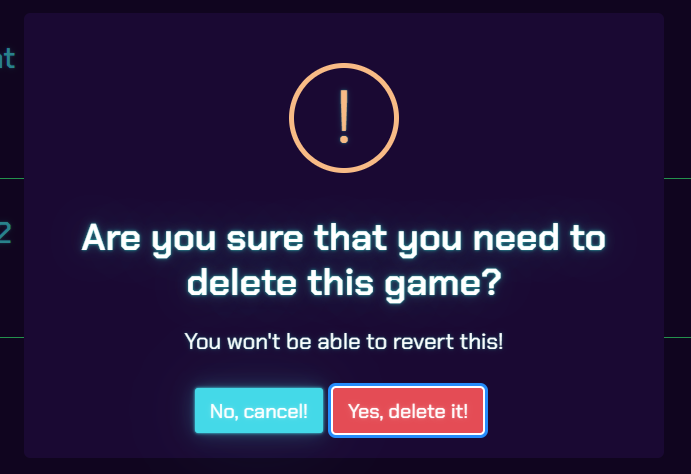 Are you sure that you need to
delete this game?
You won't be able to revert this!
No, cancel!
Yes, delete it!
2